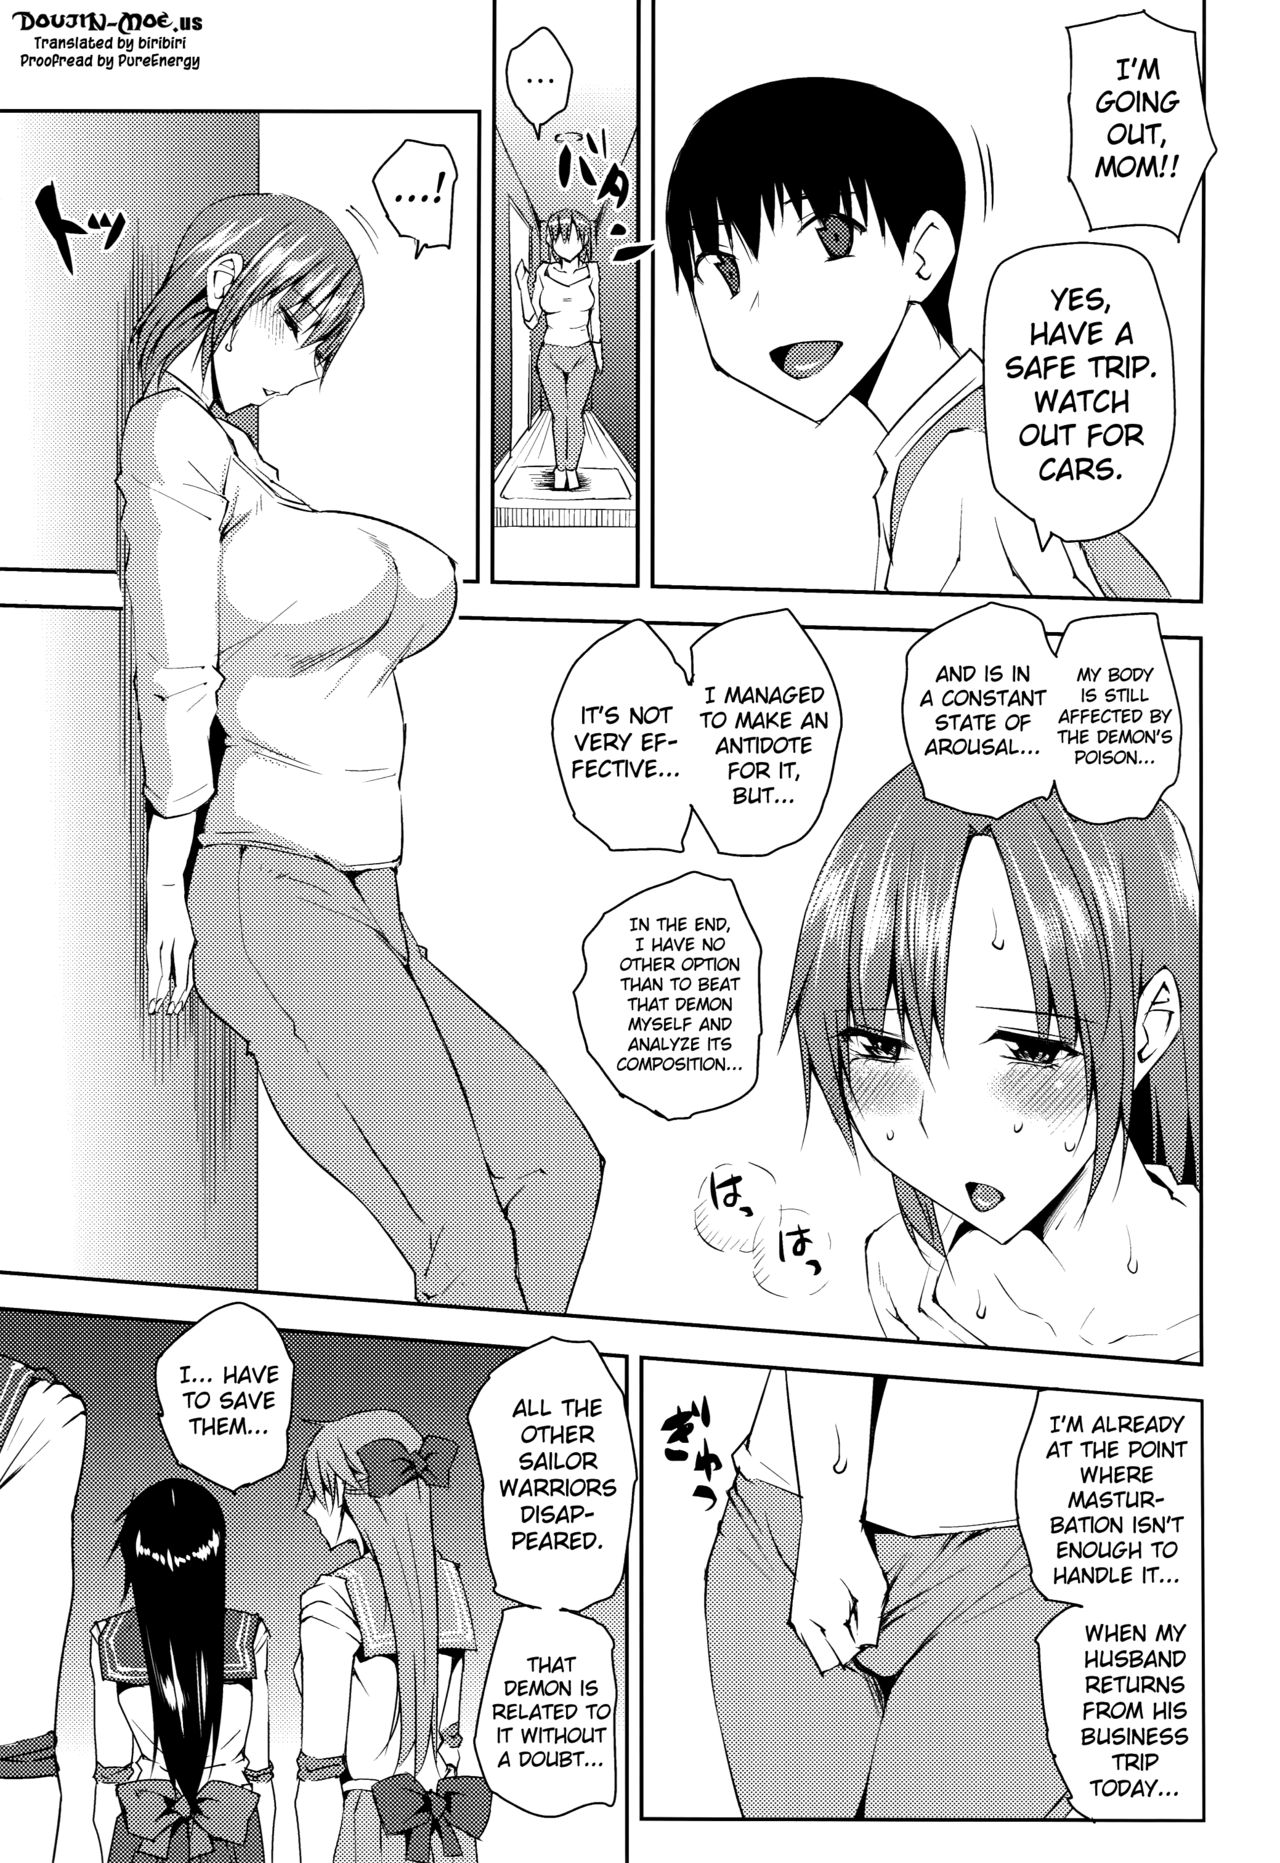 DOUJIN-MOE.us
Translated by biribiri
Proofread by PureEnergy
I'M
GOING
OUT,
MOM!!
YES,
HAVE A
SAFE TRIP.
WATCH
OUT FOR
CARS.
バタン
...
...!
トッ
MY BODY
IS STILL
AFFECTED BY
THE DEMON'S
POISON...
AND IS IN
A CONSTANT
STATE OF
AROUSAL...
I MANAGED
TO MAKE AN
ANTIDOTE
FOR IT,
BUT...
IT'S NOT
VERY EF-
FECTIVE...
IN THE END,
I HAVE NO
OTHER OPTION
THAN TO BEAT
THAT DEMON
MYSELF AND
ANALYZE ITS
COMPOSITION...
はっ
はっ
I'M ALREADY
AT THE POINT
WHERE
MASTUR-
BATION ISN'T
ENOUGH TO
HANDLE IT...
WHEN MY
HUSBAND
RETURNS
FROM HIS
BUSINESS
TRIP
TODAY...
ぎゅっ
ALL THE
OTHER
SAILOR
WARRIORS
DISAP-
PEARED.
THAT
DEMON IS
RELATED TO
IT WITHOUT
A DOUBT...
I... HAVE
TO SAVE
THEM...